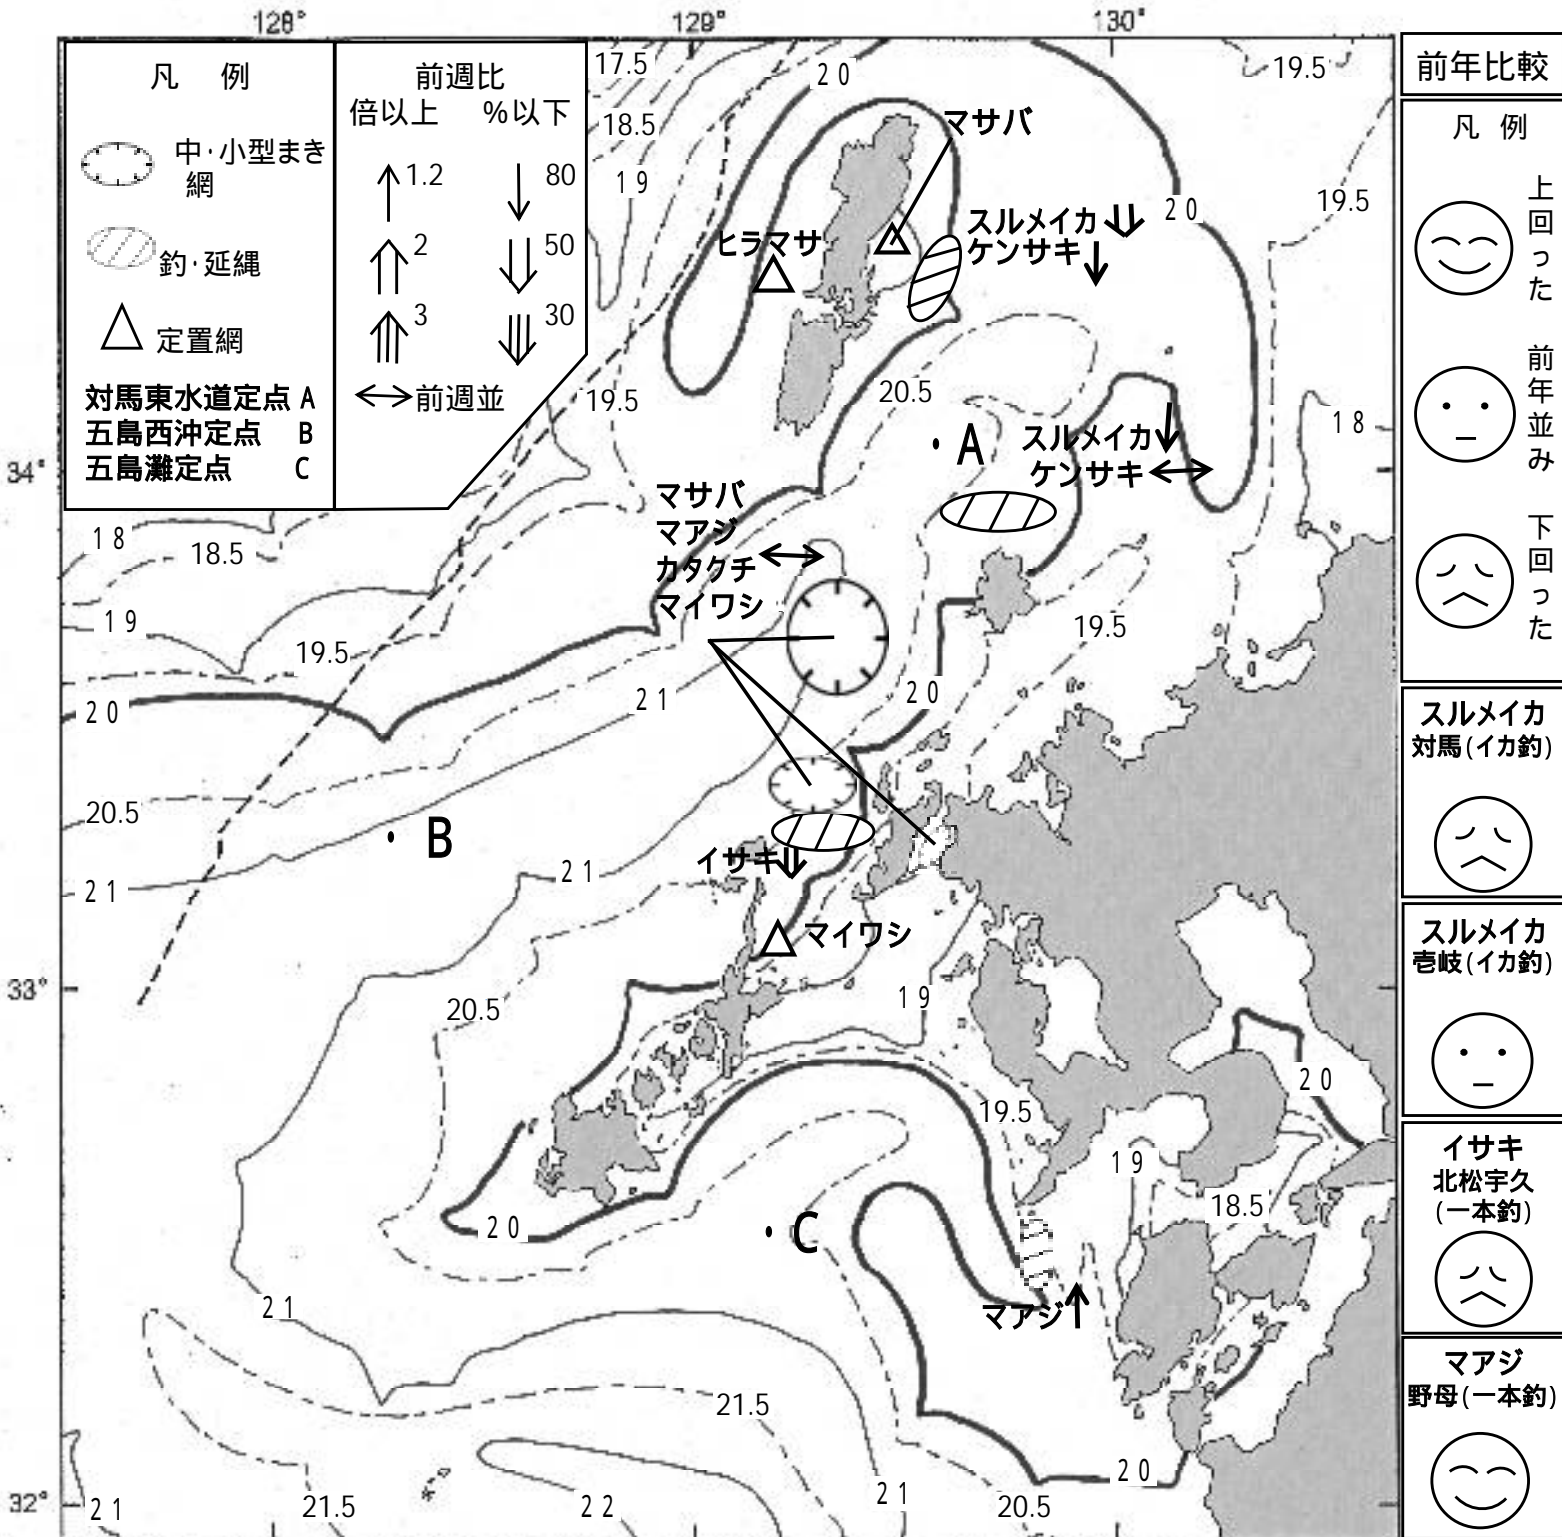 128°
129°
130°
凡 例
中・小型まき
網
釣・延縄
定置網
対馬東水道定点 A
五島西沖定点 B
五島灘定点 C
前週比
倍以上 %以下
1.2 80
2 50
3 30
前週並
17.5
18.5
19
20
19.5
マサバ
19.5
ヒラマサ
スルメイカ
ケンサキ
20
20.5
19.5
18
A
スルメイカ
ケンサキ
34°
マサバ
マアジ
カタクチ
マイワシ
18
18.5
19
19.5
19.5
20
21
20
20.5
B
21
21
イサキ
マイワシ
33°
20.5
19
20
19.5
19
18.5
20
C
21
マアジ
21.5
20
32°
21
21.5
22
21
20.5
前年比較
凡 例
上回った
前年並み
下回った
スルメイカ
対馬(イカ釣)
スルメイカ
壱岐(イカ釣)
イサキ
北松宇久
(一本釣)
マアジ
野母(一本釣)